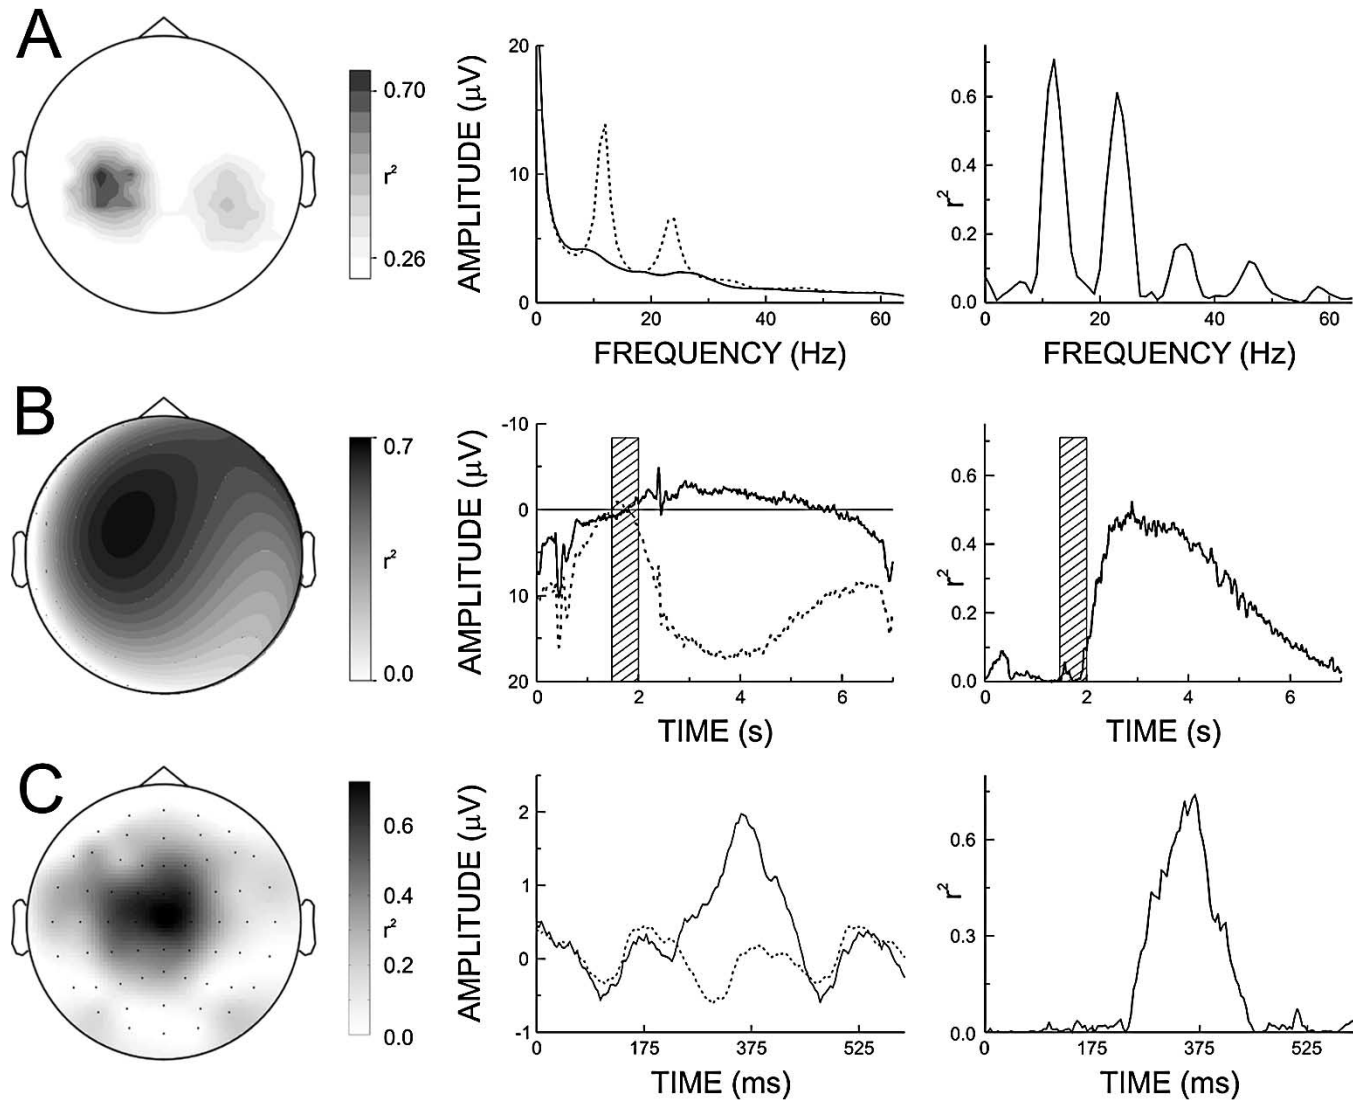 A
0.70
r²
0.26
AMPLITUDE (μV)
20
10
0
0 20 40 60
FREQUENCY (Hz)
r²
0.6
0.4
0.2
0.0
0 20 40 60
FREQUENCY (Hz)
B
0.7
r²
0.0
AMPLITUDE (μV)
-10
0
10
20
0 2 4 6
TIME (s)
r²
0.6
0.4
0.2
0.0
0 2 4 6
TIME (s)
C
0.6
0.4
r²
0.2
0.0
AMPLITUDE (μV)
2
1
0
-1
0 175 375 525
TIME (ms)
r²
0.6
0.3
0.0
0 175 375 525
TIME (ms)